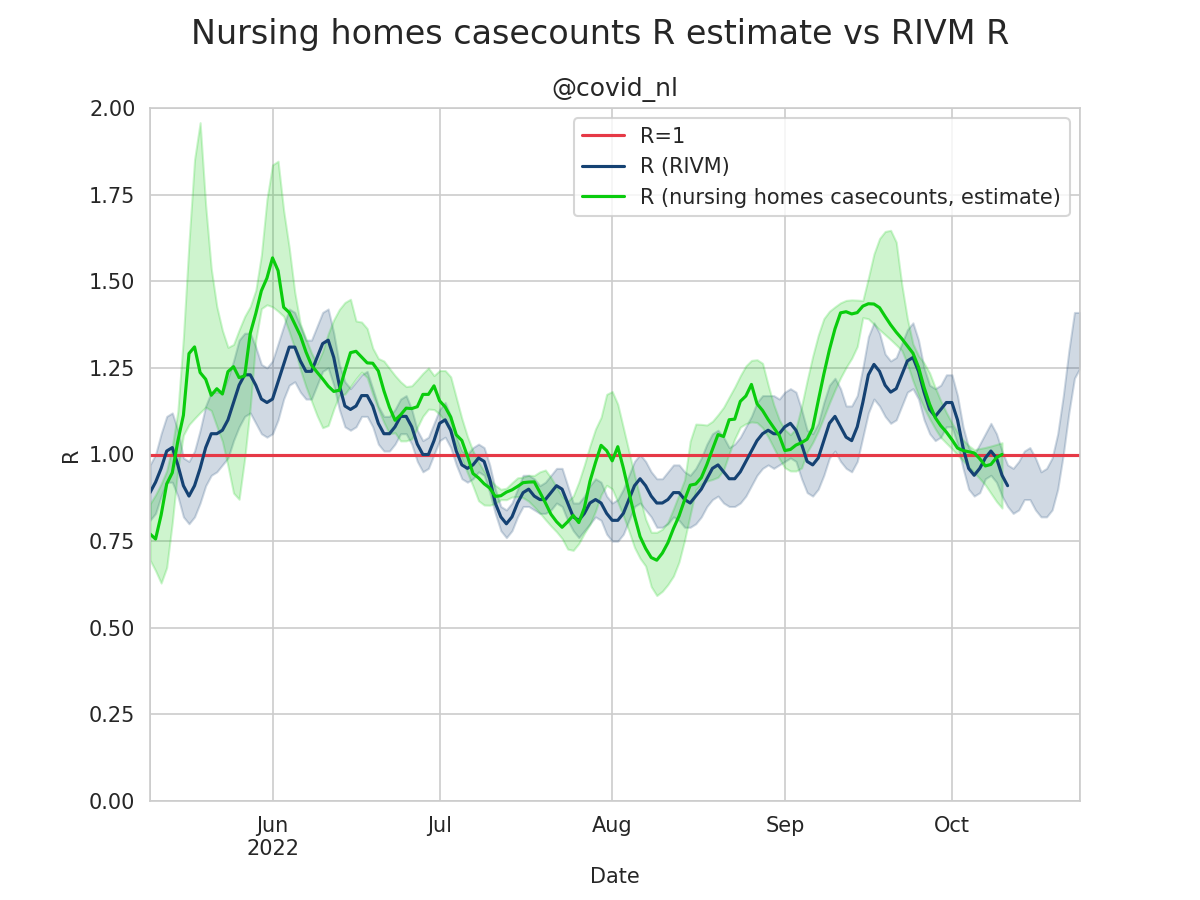 Nursing homes casecounts R estimate vs RIVM R
@covid_nl
R=1
R (RIVM)
R (nursing homes casecounts, estimate)
2.00
1.75
1.50
1.25
1.00
0.75
0.50
0.25
0.00
R
Jun
2022
Jul
Aug
Sep
Oct
Date